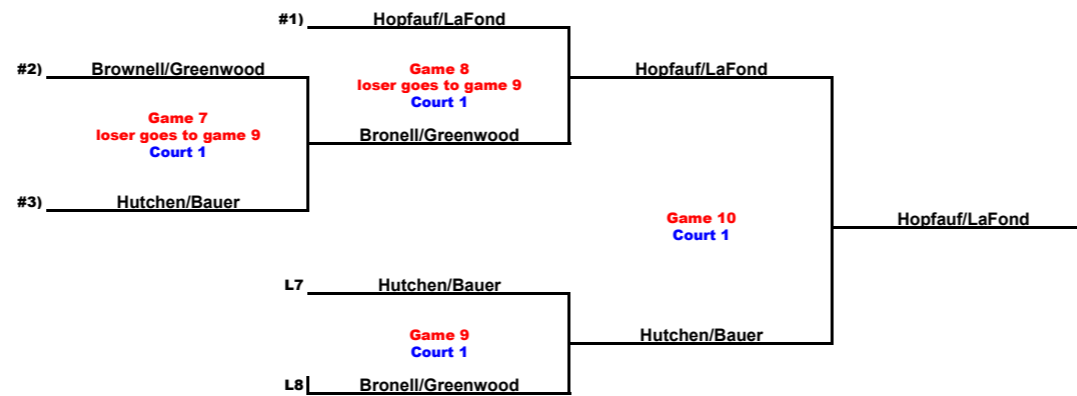 #1) Hopfauf/LaFond
#2) Brownell/Greenwood
Game 8
loser goes to game 9
Court 1
Hopfauf/LaFond
Game 7
loser goes to game 9
Court 1
Bronell/Greenwood
#3) Hutchen/Bauer
Game 10
Court 1
Hopfauf/LaFond
L7 Hutchen/Bauer
Game 9
Court 1
Hutchen/Bauer
L8 Bronell/Greenwood